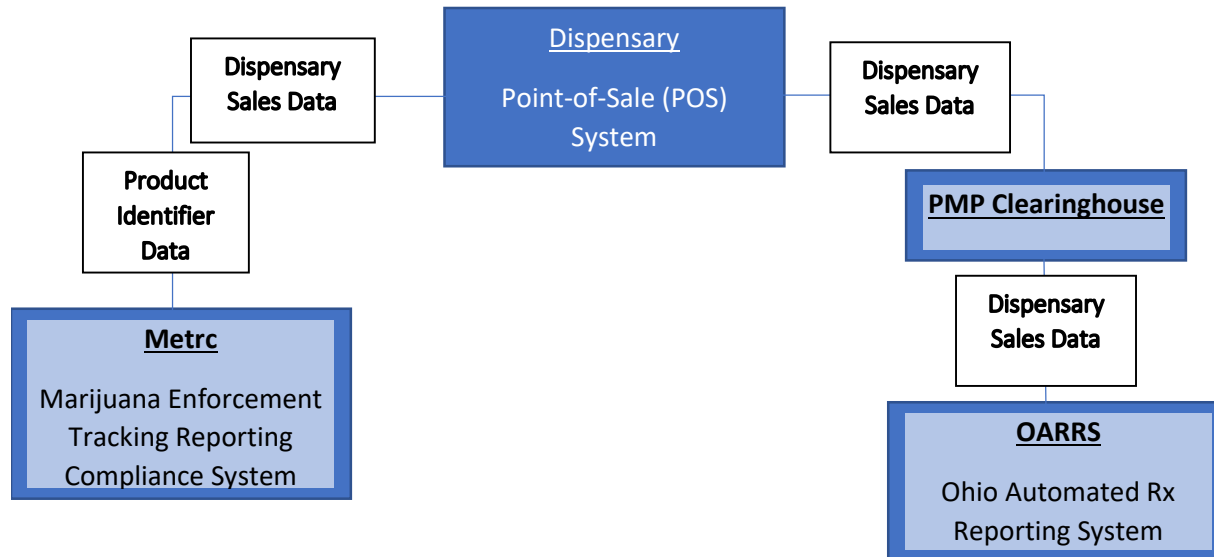 Dispensary
Point-of-Sale (POS)
System
Dispensary
Sales Data
Product
Identifier
Data
Metrc
Marijuana Enforcement
Tracking Reporting
Compliance System
Dispensary
Sales Data
PMP Clearinghouse
Dispensary
Sales Data
OARRS
Ohio Automated Rx
Reporting System